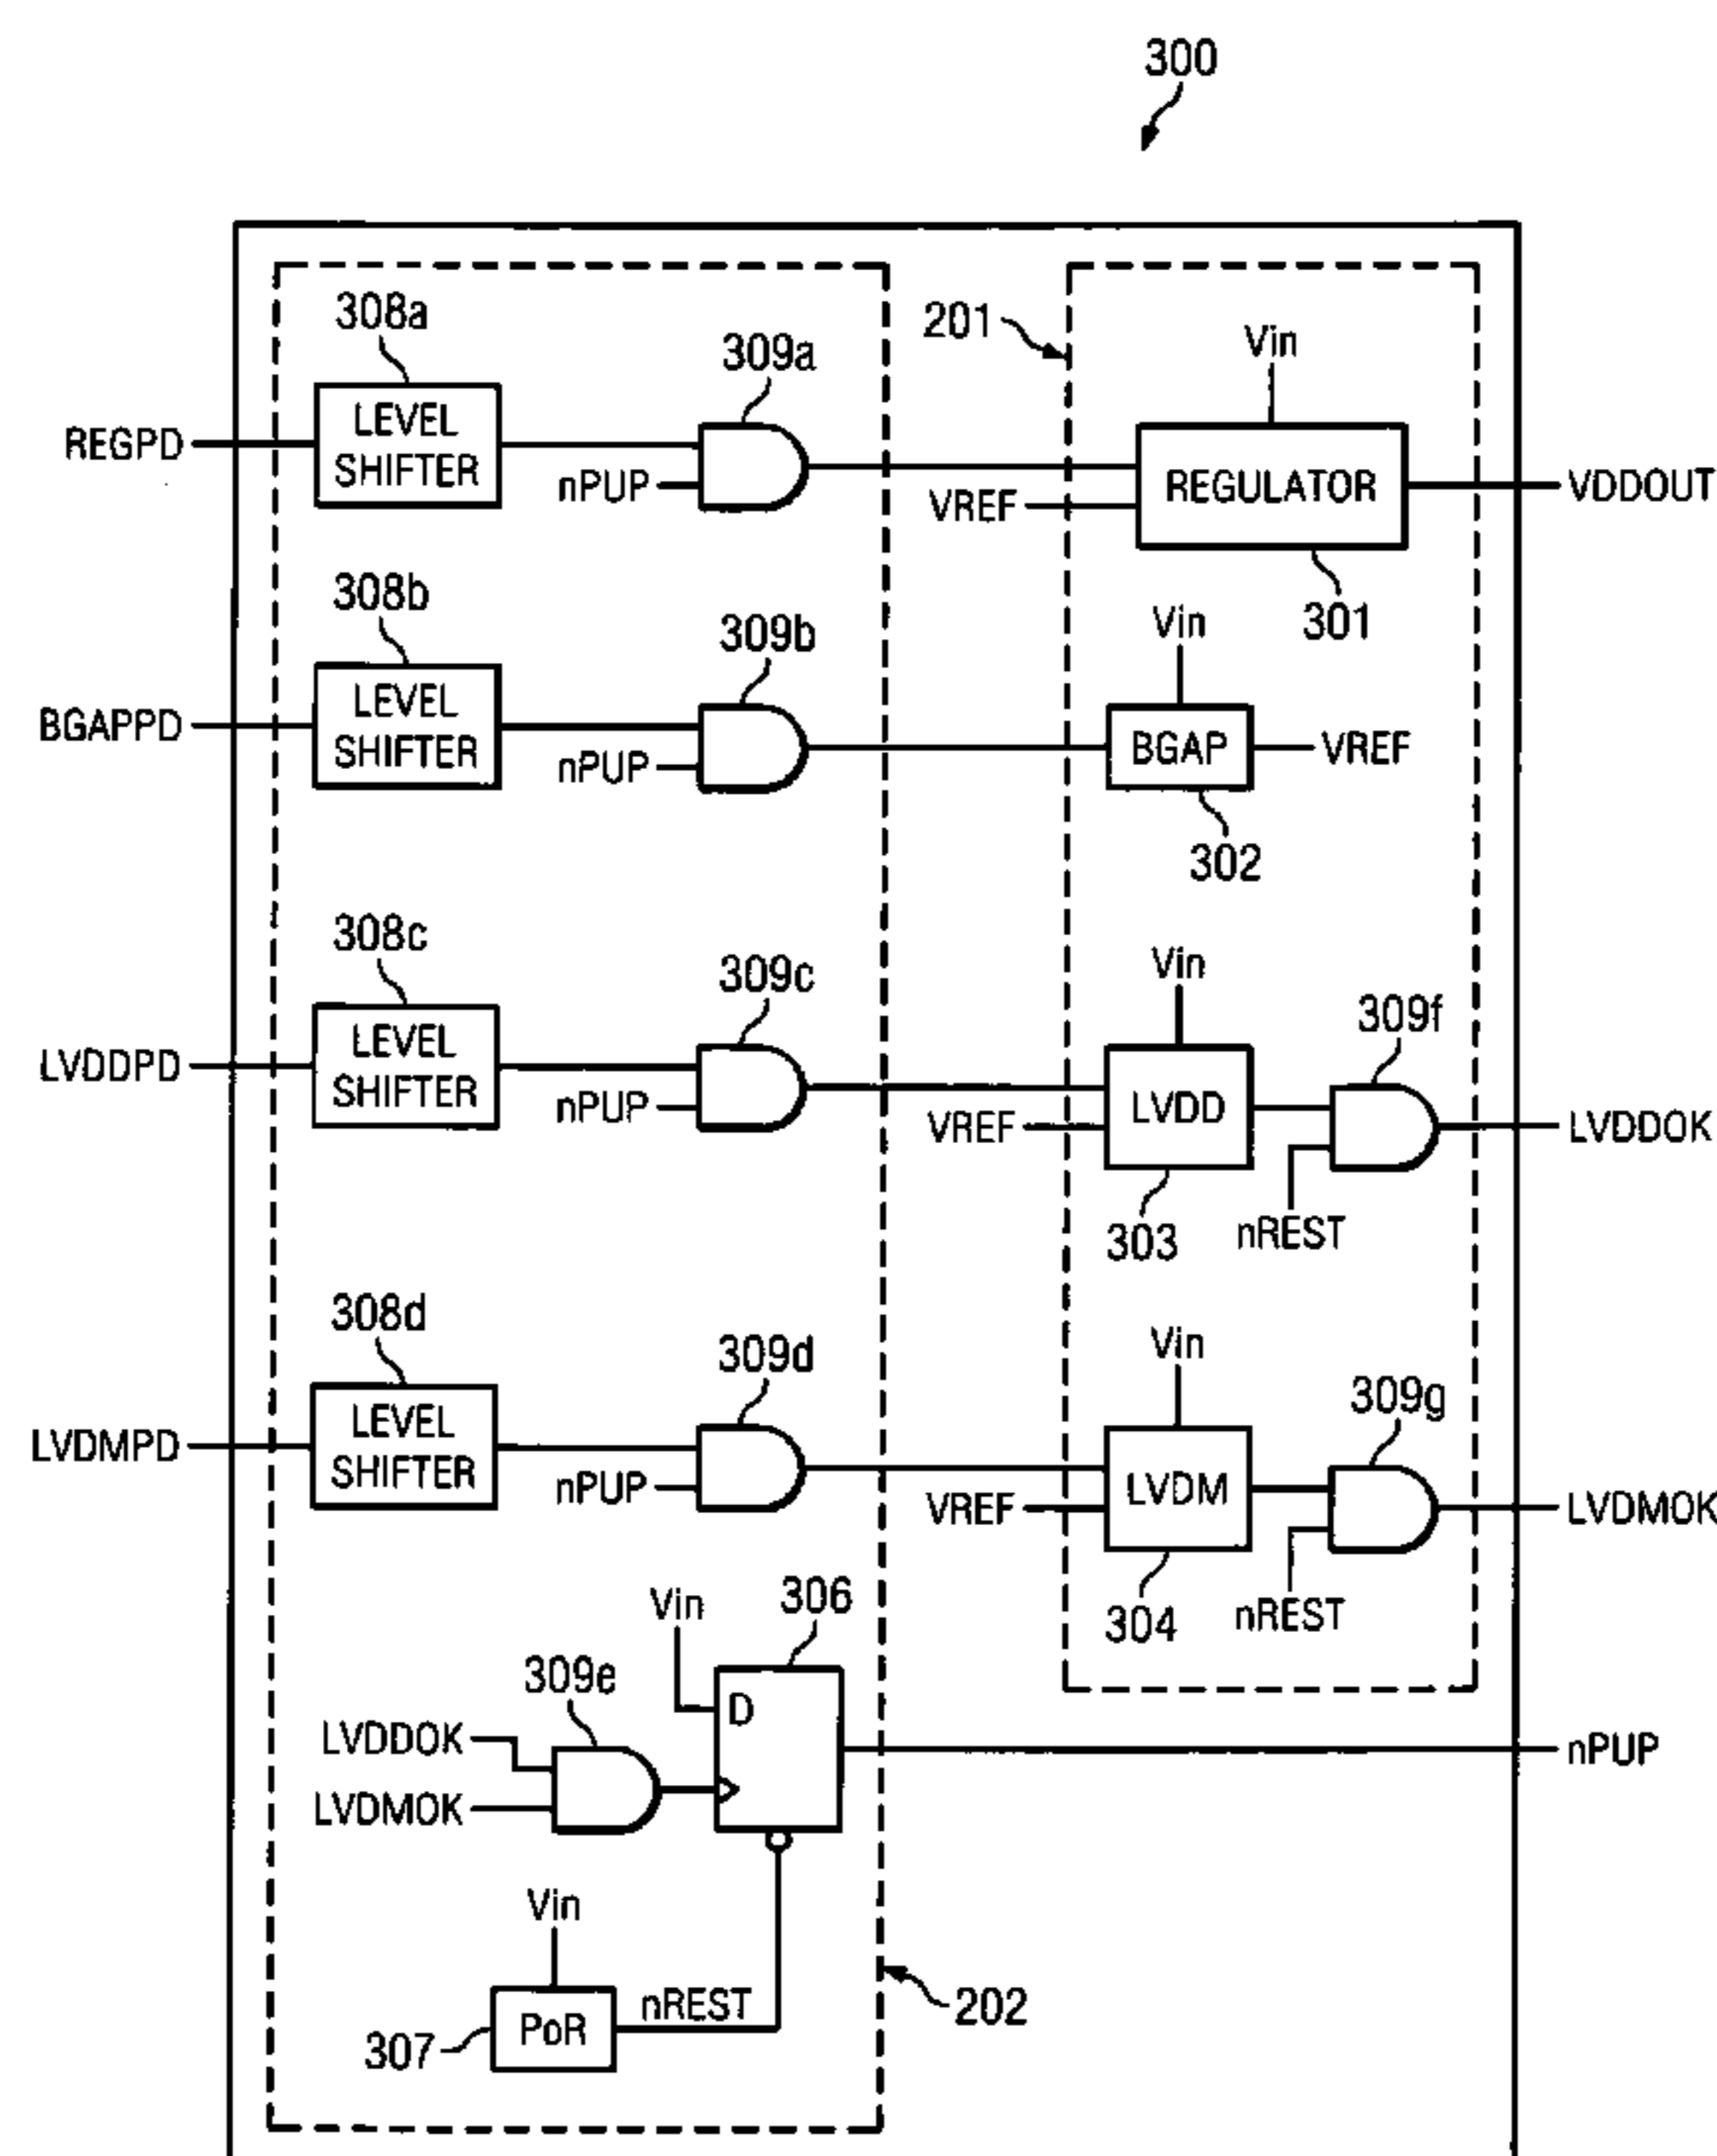 300
308a
309a
201
Vin
REGPD
LEVEL
SHIFTER
nPUP
VREF
REGULATOR
VDDOUT
301
308b
309b
Vin
BGAPPD
LEVEL
SHIFTER
nPUP
BGAP
VREF
302
308c
309c
Vin
309f
LVDDPD
LEVEL
SHIFTER
nPUP
VREF
LVDD
LVDDOK
303
nREST
308d
309d
Vin
309g
LVDMPD
LEVEL
SHIFTER
nPUP
VREF
LVDM
LVDMOK
304
nREST
Vin
306
309e
D
LVDDOK
LVDMOK
nPUP
Vin
307
PoR
nREST
202